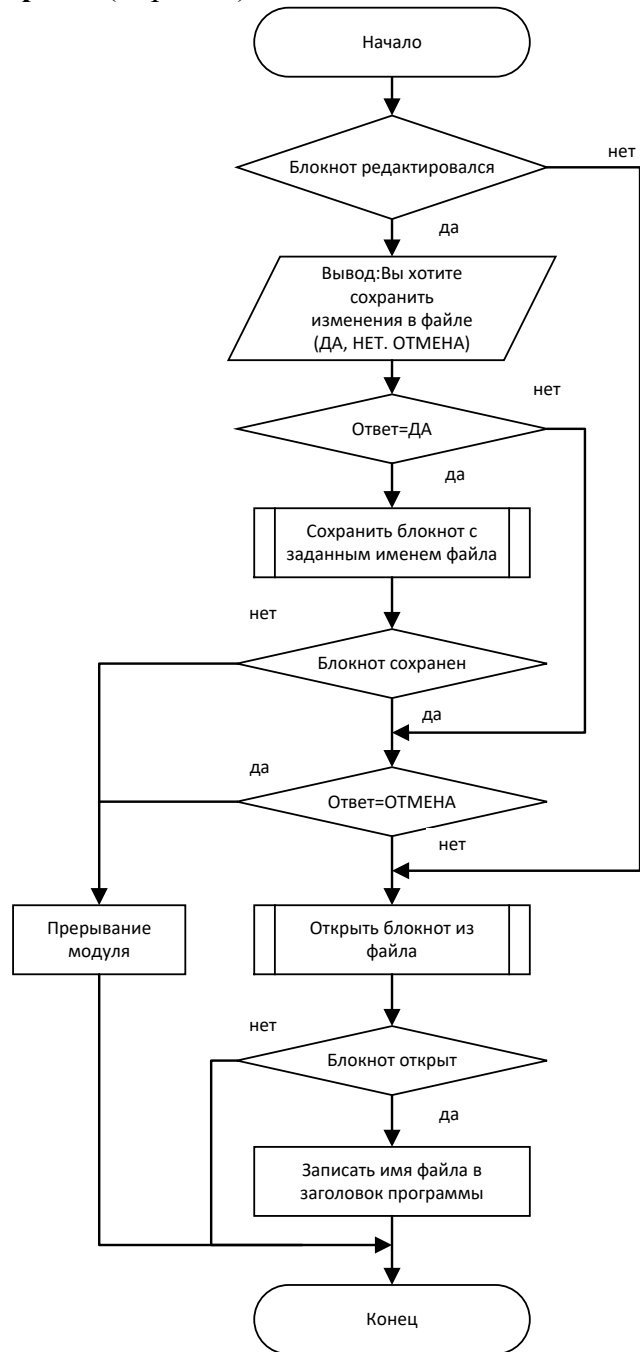 Начало
Блокнот редактировался
нет
да
Вывод:Вы хотите
сохранить
изменения в файле
(ДА, НЕТ. ОТМЕНА)
нет
Ответ=ДА
да
Сохранить блокнот с
заданным именем файла
нет
Блокнот сохранен
да
да
Ответ=ОТМЕНА
нет
Прерывание
модуля
Открыть блокнот из
файла
нет
Блокнот открыт
да
Записать имя файла в
заголовок программы
Конец